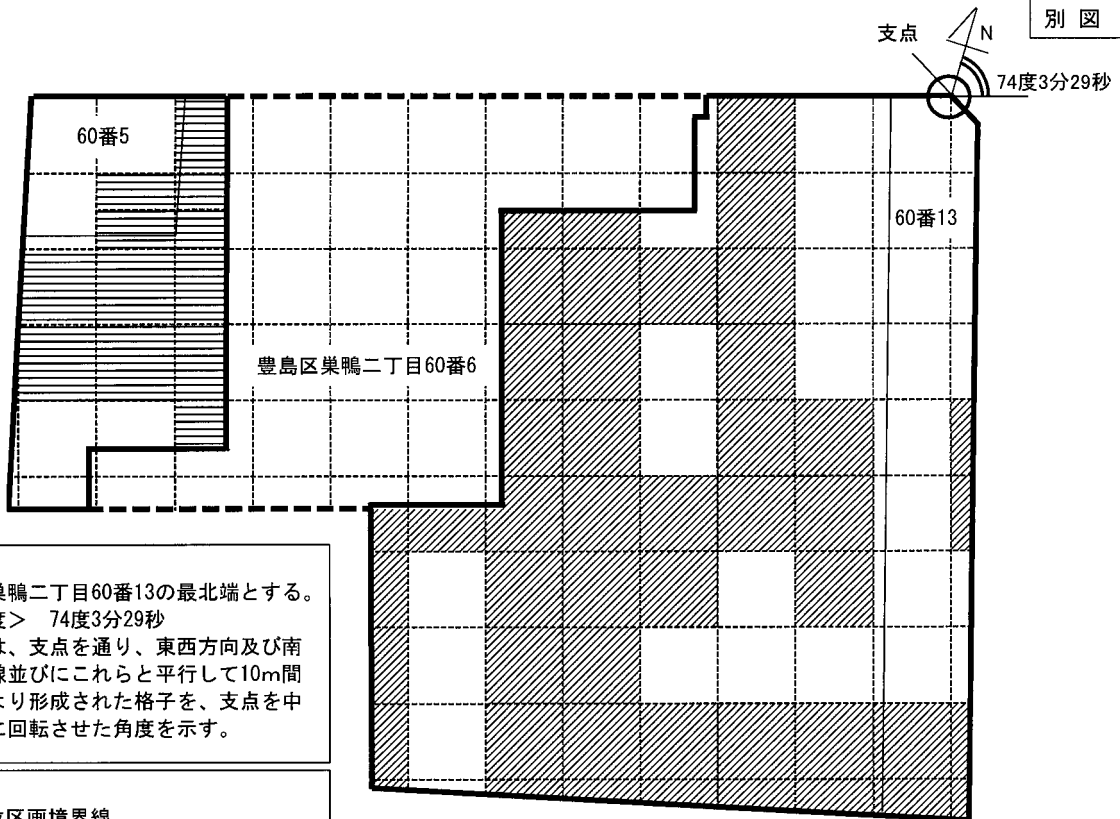 別 図
支点
N
74度3分29秒
60番5
60番13
豊島区巣鴨二丁目60番6
鴨二丁目60番13の最北端とする。
度＞ 74度3分29秒
は、支点を通り、東西方向及び南
線並びにこれらと平行して10m間
より形成された格子を、支点を中
に回転させた角度を示す。
区画境界線